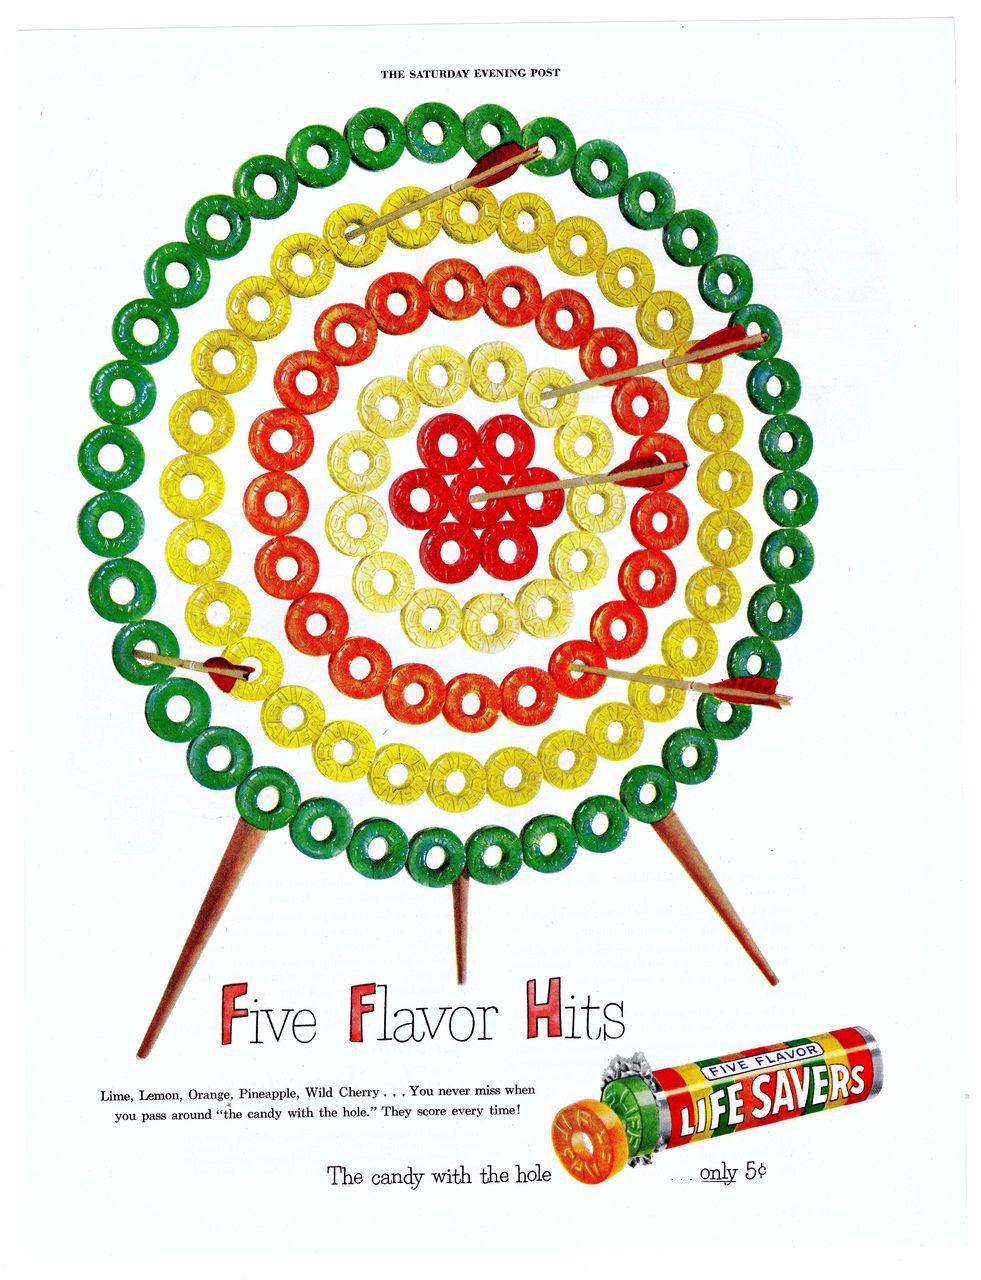 THE SATURDAY EVENING POST
Five Flavor Hits
Lime, Lemon, Orange, Pineapple, Wild Cherry . . . You never miss when
you pass around “the candy with the hole.” They score every time!
FIVE FLAVOR
LIFE SAVERS
The candy with the hole
. . . only 5¢